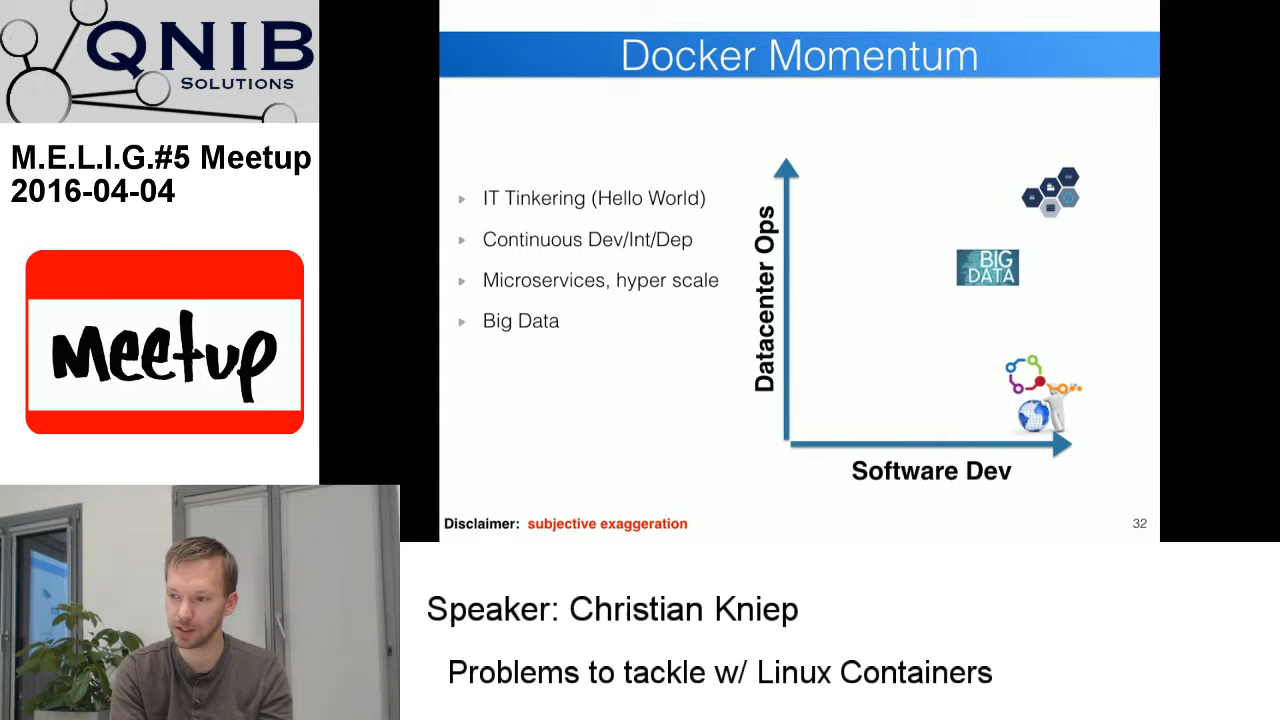 QNIB
SOLUTIONS
M.E.L.I.G.#5 Meetup
2016-04-04
Meetup
Docker Momentum
IT Tinkering (Hello World)
Continuous Dev/Int/Dep
Microservices, hyper scale
Big Data
Datacenter Ops
BIG
DATA
Software Dev
Disclaimer: subjective exaggeration
32
Speaker: Christian Kniep
Problems to tackle w/ Linux Containers